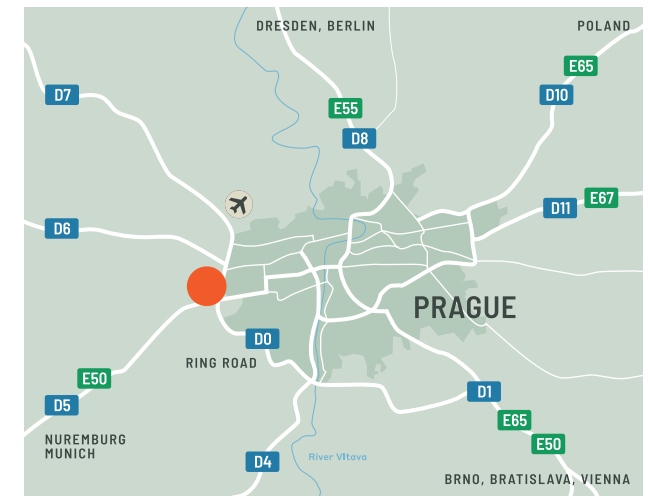 DRESDEN, BERLIN
POLAND
E65
D7
D10
E55
D8
E67
D11
D6
PRAGUE
D0
RING ROAD
E50
D5
D1
E65
NUREMBURG
MUNICH
E50
D4
River Vltava
BRNO, BRATISLAVA, VIENNA